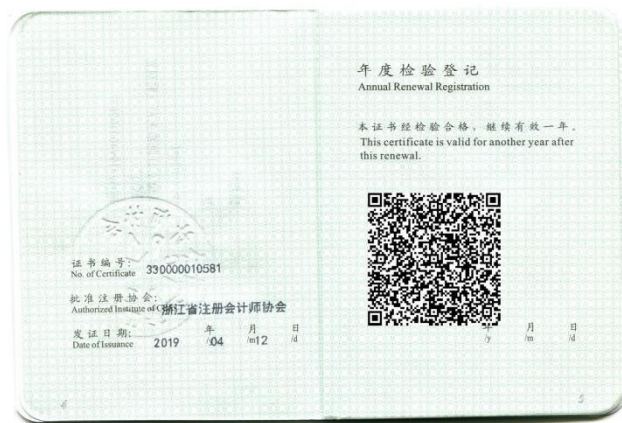 证书编号:
No. of Certificate 330000010581
批准注册协会:
Authorized Institute of 浙江省注册会计师协会
发证日期:
Date of Issuance 2019 年/y 04 月/m 12 日/d
6
年度检验登记
Annual Renewal Registration
本证书经检验合格，继续有效一年。
This certificate is valid for another year after
this renewal.
年 月 日
/y /m /d
5